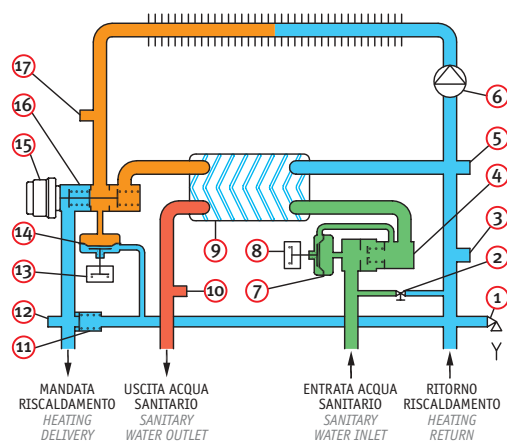 17
16
15
14
13
12
11
10
9
8
7
6
5
4
3
2
1
MANDATA
RISCALDAMENTO
HEATING
DELIVERY
USCITA ACQUA
SANITARIO
SANITARY
WATER OUTLET
ENTRATA ACQUA
SANITARIO
SANITARY
WATER INLET
RITORNO
RISCALDAMENTO
HEATING
RETURN